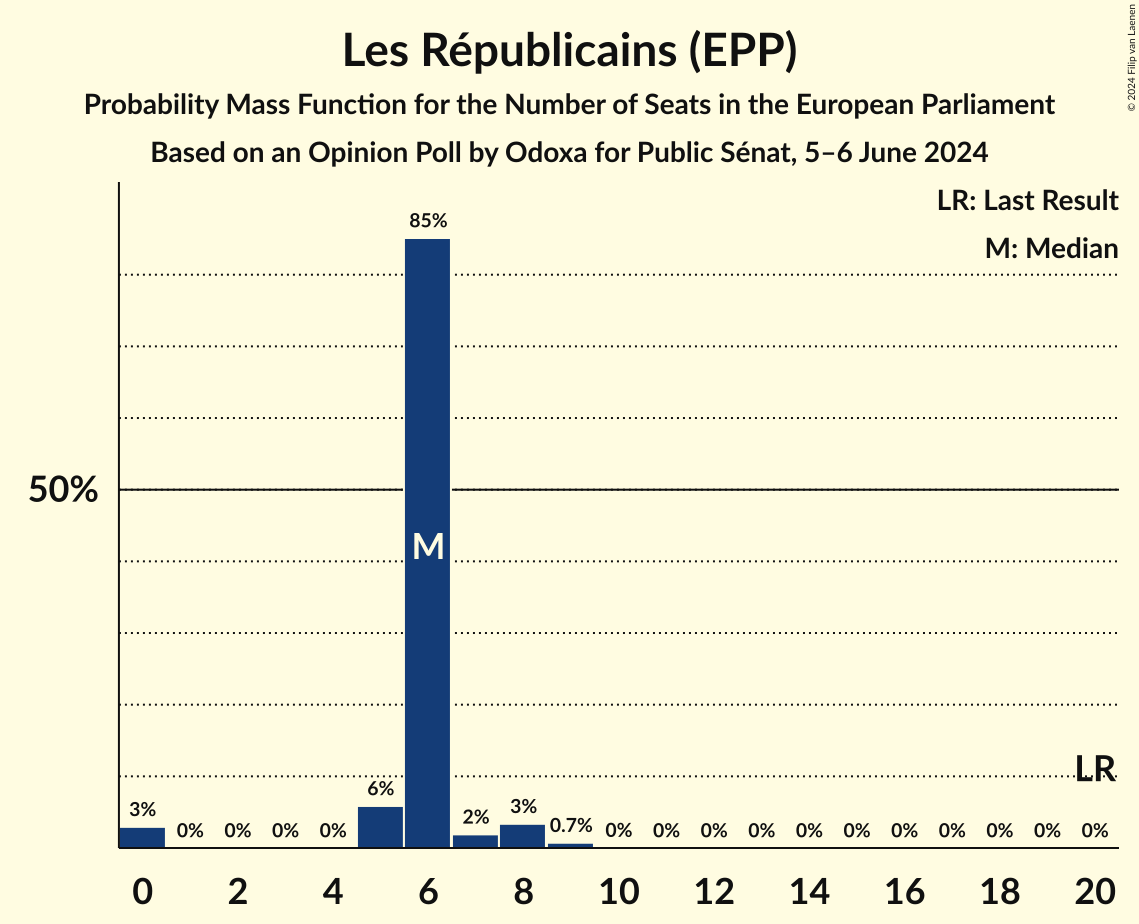 Les Républicains (EPP)
Probability Mass Function for the Number of Seats in the European Parliament
Based on an Opinion Poll by Odoxa for Public Sénat, 5–6 June 2024
© 2024 Filip van Laenen
LR: Last Result
M: Median
85%
50%
M
LR
3% 0% 0% 0% 0% 6% 2% 3% 0.7% 0% 0% 0% 0% 0% 0% 0% 0% 0% 0% 0%
0 2 4 6 8 10 12 14 16 18 20